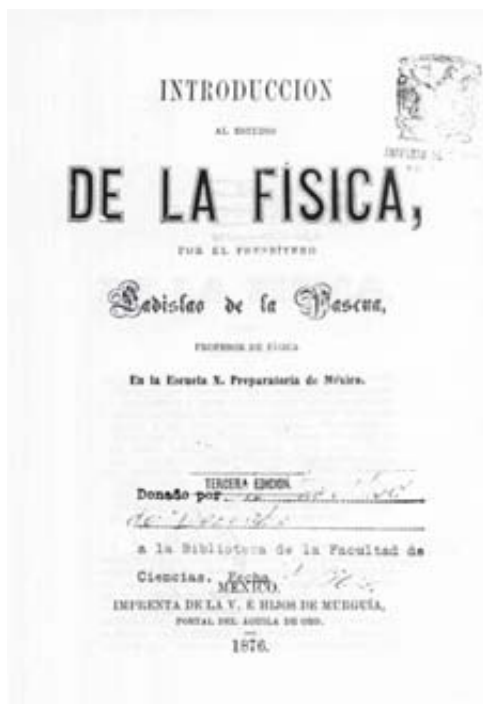 INTRODUCCION
AL ESTUDIO
DE LA FÍSICA,
POR EL PRESBÍTERO
Ladislao de la Pascua,
PROFESOR DE FÍSICA
En la Escuela N. Preparatoria de México.
TERCERA EDICION.
Donado por
de
a la Biblioteca de la Facultad de
Ciencias. Fecha
MÉXICO.
IMPRENTA DE LA V. É HIJOS DE MURGUÍA,
PORTAL DEL AGUILA DE ORO.
1876.